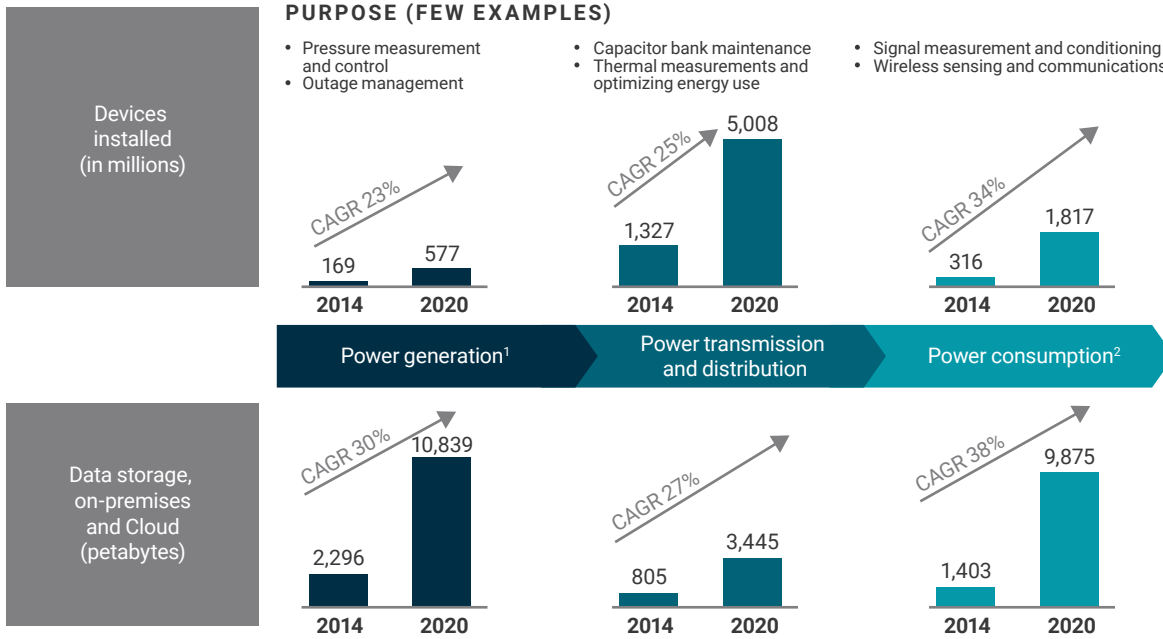 PURPOSE (FEW EXAMPLES)
• Pressure measurement
and control
• Outage management
• Capacitor bank maintenance
• Thermal measurements and
optimizing energy use
• Signal measurement and conditioning
• Wireless sensing and communications
Devices
installed
(in millions)
CAGR 23%
169
577
2014
2020
CAGR 25%
1,327
5,008
2014
2020
CAGR 34%
316
1,817
2014
2020
Power generation¹
Power transmission
and distribution
Power consumption²
Data storage,
on-premises
and Cloud
(petabytes)
CAGR 30%
2,296
10,839
2014
2020
CAGR 27%
805
3,445
2014
2020
CAGR 38%
1,403
9,875
2014
2020